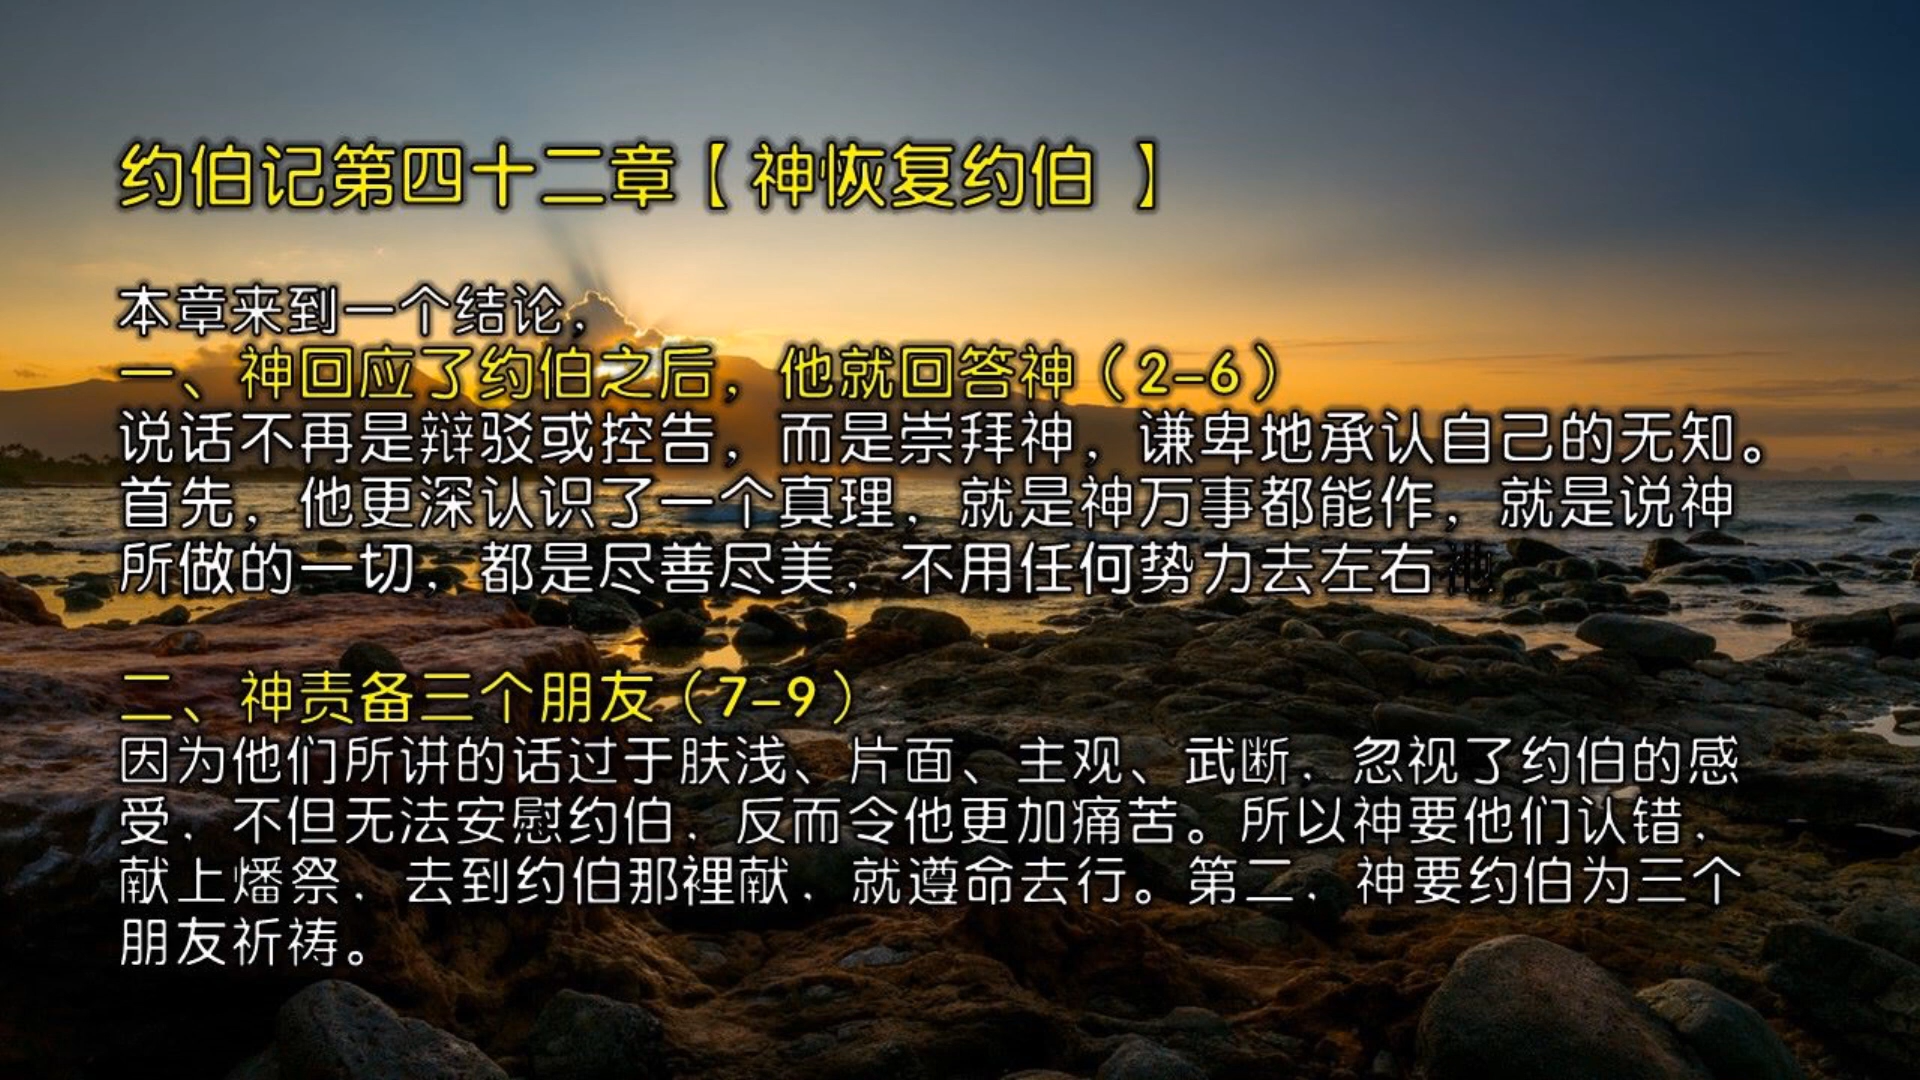 约伯记第四十二章【神恢复约伯 】
本章来到一个结论，
一、神回应了约伯之后，他就回答神（2-6）
说话不再是辩驳或控告，而是崇拜神，谦卑地承认自己的无知。
首先，他更深认识了一个真理，就是神万事都能作，就是说神
所做的一切，都是尽善尽美，不用任何势力去左右祂
二、神责备三个朋友（7-9）
因为他们所讲的话过于肤浅、片面、主观、武断，忽视了约伯的感
受，不但无法安慰约伯，反而令他更加痛苦。所以神要他们认错，
献上燔祭，去到约伯那裡献，就遵命去行。第二，神要约伯为三个
朋友祈祷。